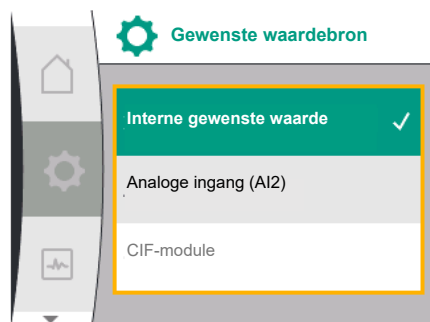 Gewenste waardebron
Interne gewenste waarde
Analoge ingang (AI2)
CIF-module